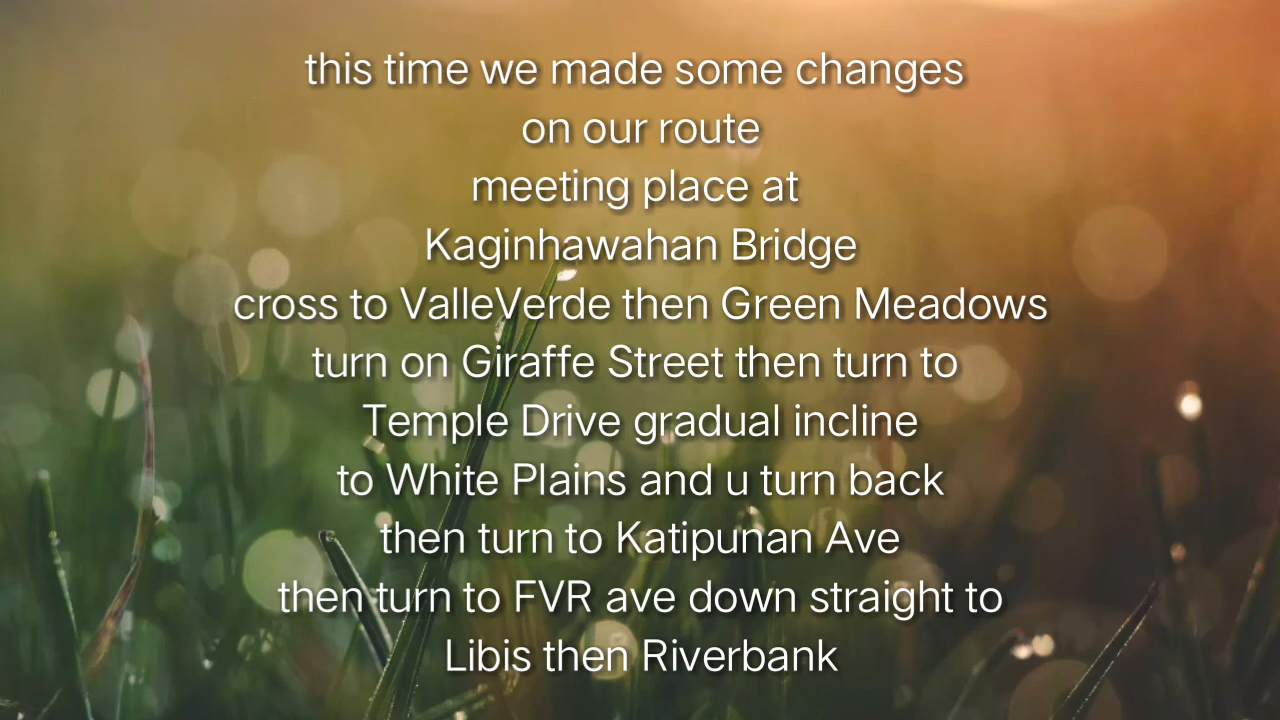 this time we made some changes
on our route
meeting place at
Kaginhawahan Bridge
cross to ValleVerde then Green Meadows
turn on Giraffe Street then turn to
Temple Drive gradual incline
to White Plains and u turn back
then turn to Katipunan Ave
then turn to FVR ave down straight to
Libis then Riverbank